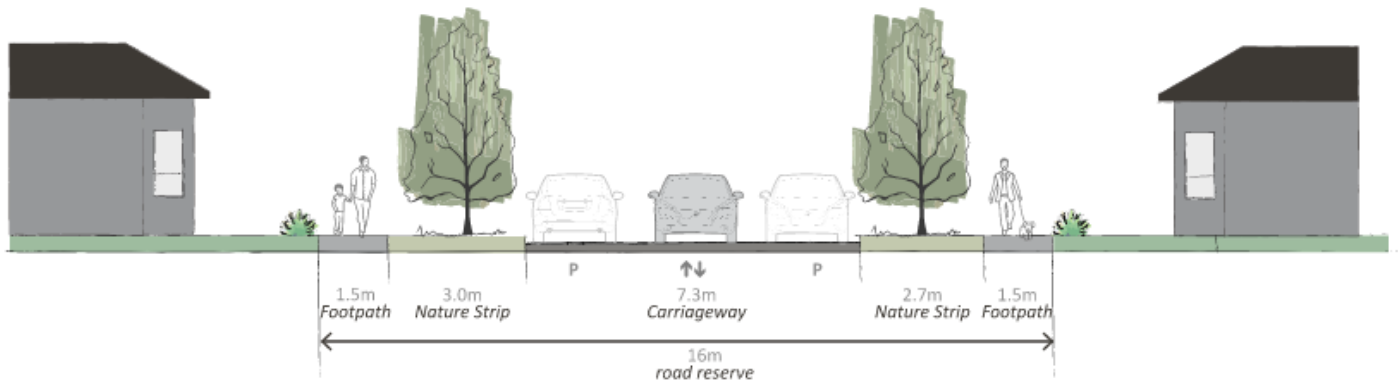 P
P
1.5m
Footpath
3.0m
Nature Strip
7.3m
Carriageway
2.7m
Nature Strip
1.5m
Footpath
16m
road reserve